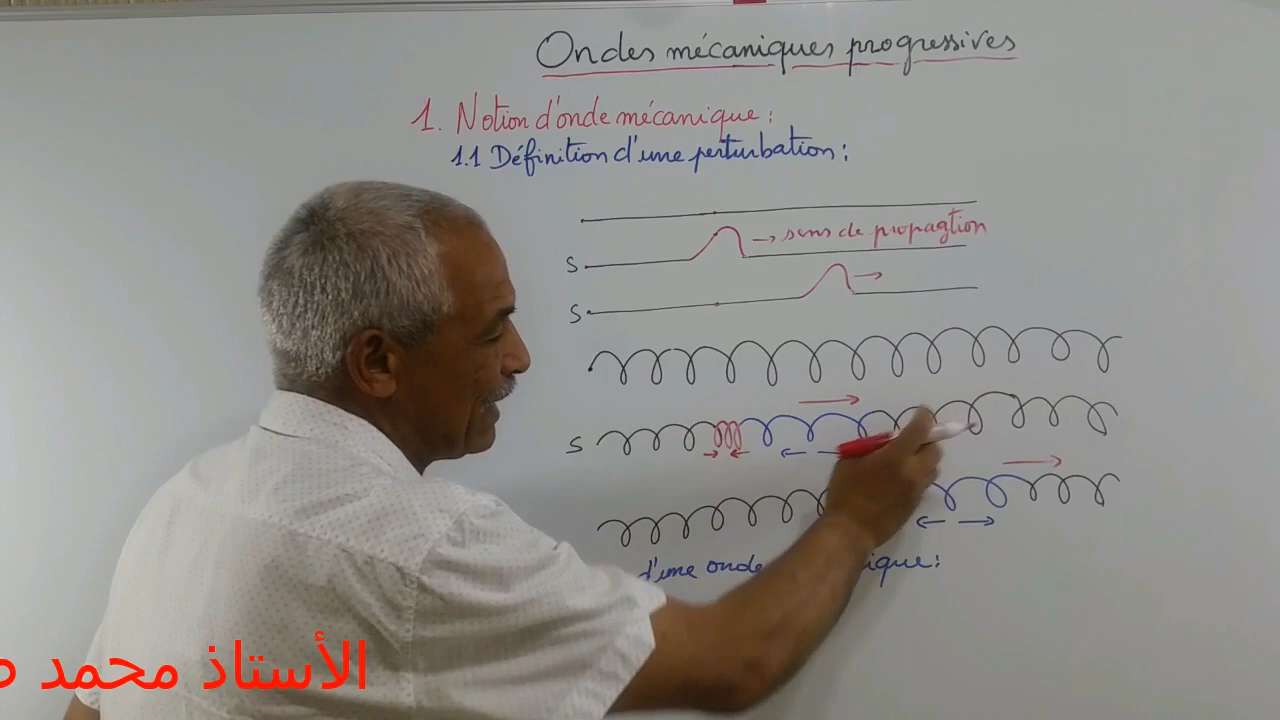 Ondes mécaniques progressives
1. Notion d'onde mécanique :
1.1 Définition d'une perturbation :
→ sens de propagtion
S
S →
S
d'une onde ique :
الأستاذ محمد